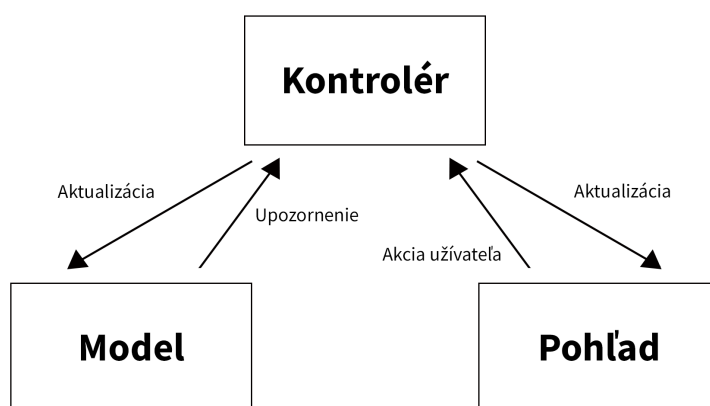 Kontrolér
Aktualizácia
Aktualizácia
Upozornenie
Akcia užívateľa
Model
Pohľad